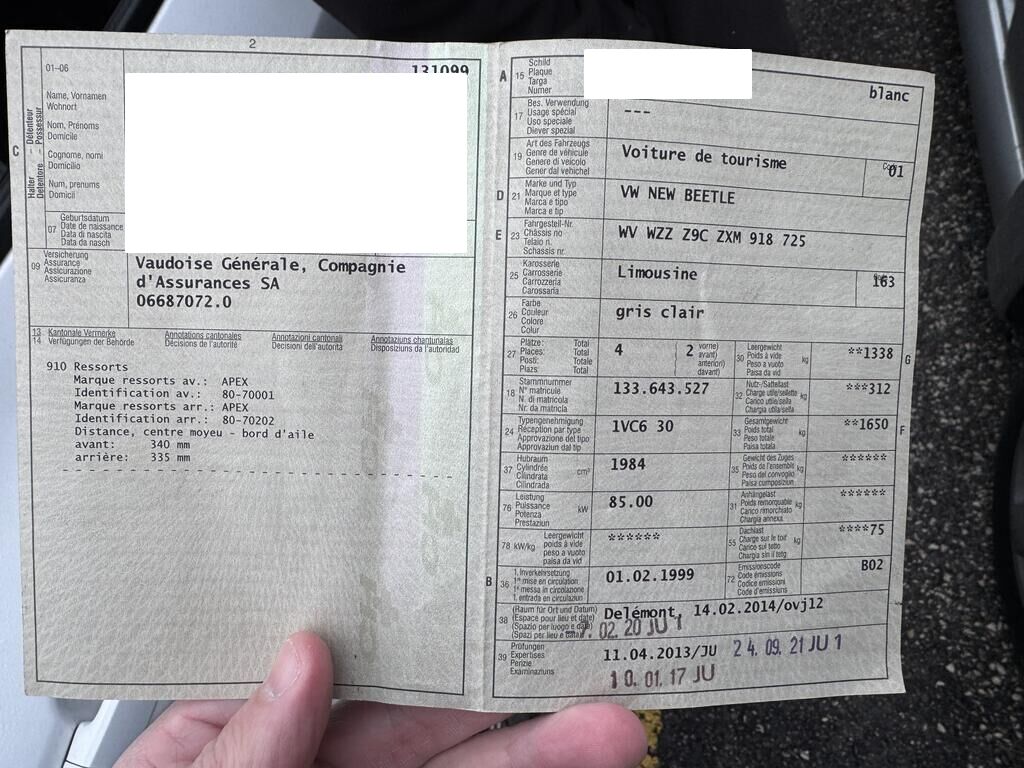 2
01-06
131099
Name, Vornamen
Wohnort
Nom, Prénoms
Domicile
Cognome, nomi
Domicilio
Num, prenums
Domicil
C
Halter – Détenteur
Detentore – Possessur
07
Geburtsdatum
Date de naissance
Data di nascita
Data da nasch
09
Versicherung
Assurance
Assicurazione
Assicuranza
Vaudoise Générale, Compagnie
d'Assurances SA
06687072.0
13
14
Kantonale Vermerke
Verfügungen der Behörde
Annotations cantonales
Décisions de l'autorité
Annotazioni cantonali
Decisioni dell'autorità
Annotaziuns chantunalas
Disposiziuns da l'autoridad
910 Ressorts
Marque ressorts av.: APEX
Identification av.: 80-70001
Marque ressorts arr.: APEX
Identification arr.: 80-70202
Distance, centre moyeu - bord d'aile
avant: 340 mm
arrière: 335 mm
A
15
Schild
Plaque
Targa
Numer
blanc
17
Bes. Verwendung
Usage spécial
Uso speciale
Diever spezial
---
19
Art des Fahrzeugs
Genre de véhicule
Genere di veicolo
Gener dal vehichel
Voiture de tourisme
01
D
21
Marke und Typ
Marque et type
Marca e tipo
Marca e tip
VW NEW BEETLE
E
23
Fahrgestell-Nr.
Châssis no
Telaio n.
Schassis nr.
WV WZZ Z9C ZXM 918 725
25
Karosserie
Carrosserie
Carrozzeria
Carossaria
Limousine
163
26
Farbe
Couleur
Colore
Colur
gris clair
27
Plätze: Total
Places: Total
Posti: Totale
Plazs: Total
4
2
vorne)
avant)
anteriori)
davant)
30
Leergewicht
Poids à vide
Peso a vuoto
Paisa da vid
kg
**1338
G
18
Stammnummer
N° matricule
N. di matricola
Nr. da matricla
133.643.527
32
Nutz-/Sattellast
Charge utile/sellette
Carico utile/sella
Chargia utila/sella
kg
***312
24
Typengenehmigung
Réception par type
Approvazione del tipo
Approvaziun dal tip
1VC6 30
33
Gesamtgewicht
Poids total
Peso totale
Paisa totala
kg
**1650
F
37
Hubraum
Cylindrée
Cilindrata
Cilindrada
cm³
1984
35
Gewicht des Zuges
Poids de l'ensemble
Peso del convoglio
Paisa cumposiziun
kg
******
76
Leistung
Puissance
Potenza
Prestaziun
kW
85.00
31
Anhängelast
Poids remorquable
Carico rimorchiato
Chargia annexa
kg
******
78 kW/kg
Leergewicht
poids à vide
peso a vuoto
paisa da vid
******
55
Dachlast
Charge sur le toit
Carico sul tetto
Chargia sin il tetg
kg
****75
B
36
1. Inverkehrsetzung
1re mise en circulation
1a messa in circolazione
1. entrada en circulaziun
01.02.1999
72
Emissionscode
Code émissions
Codice emissioni
Code d'emissiuns
B02
38
(Raum für Ort und Datum)
(Espace pour lieu et date)
(Spazio per luogo e data)
(Spazi per lieu e data)
Delémont, 14.02.2014/ovj12
02. 20 JU 1
39
Prüfungen
Expertises
Perizie
Examinaziuns
11.04.2013/JU
24. 09. 21 JU 1
10. 01. 17 JU